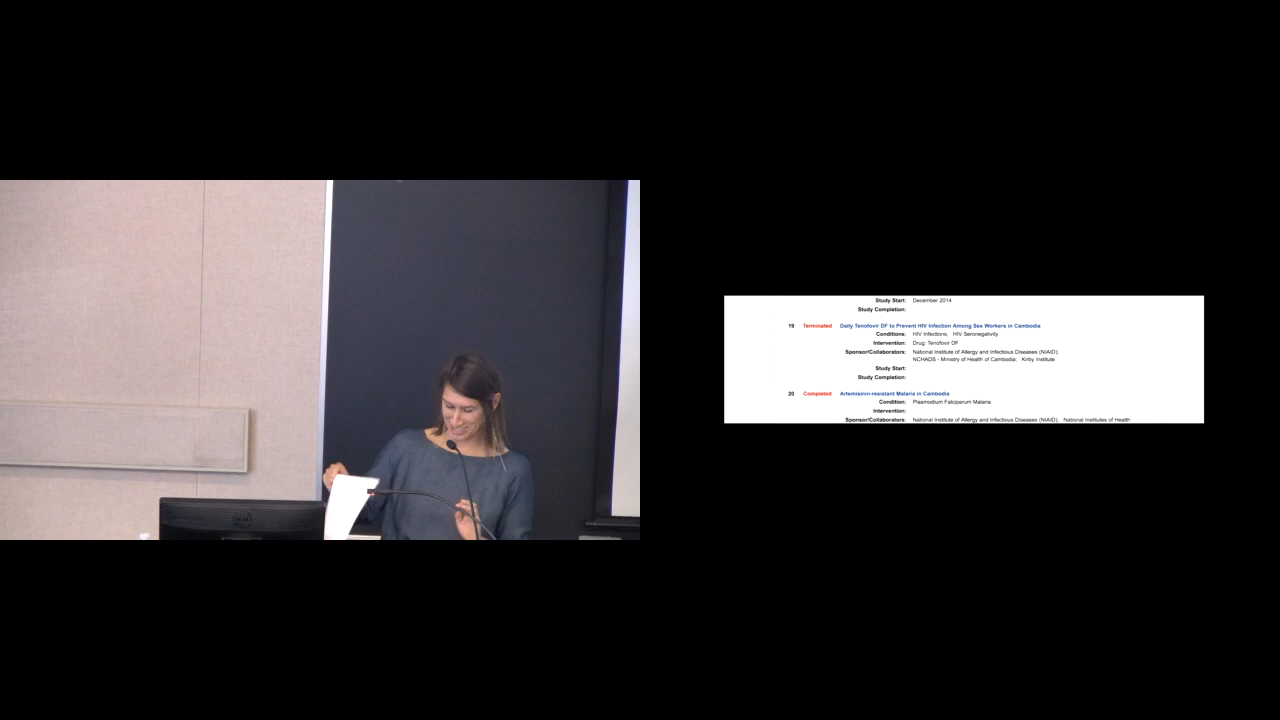 Study Start: December 2014
Study Completion:
19 Terminated Daily Tenofovir DF to Prevent HIV Infection Among Sex Workers in Cambodia
Conditions: HIV Infections; HIV Seronegativity
Intervention: Drug: Tenofovir DF
Sponsor/Collaborators: National Institute of Allergy and Infectious Diseases (NIAID);
NCHADS - Ministry of Health of Cambodia; Kirby Institute
Study Start:
Study Completion:
20 Completed Artemisinin-resistant Malaria in Cambodia
Condition: Plasmodium Falciparum Malaria
Intervention:
Sponsor/Collaborators: National Institute of Allergy and Infectious Diseases (NIAID); National Institutes of Health
DELL